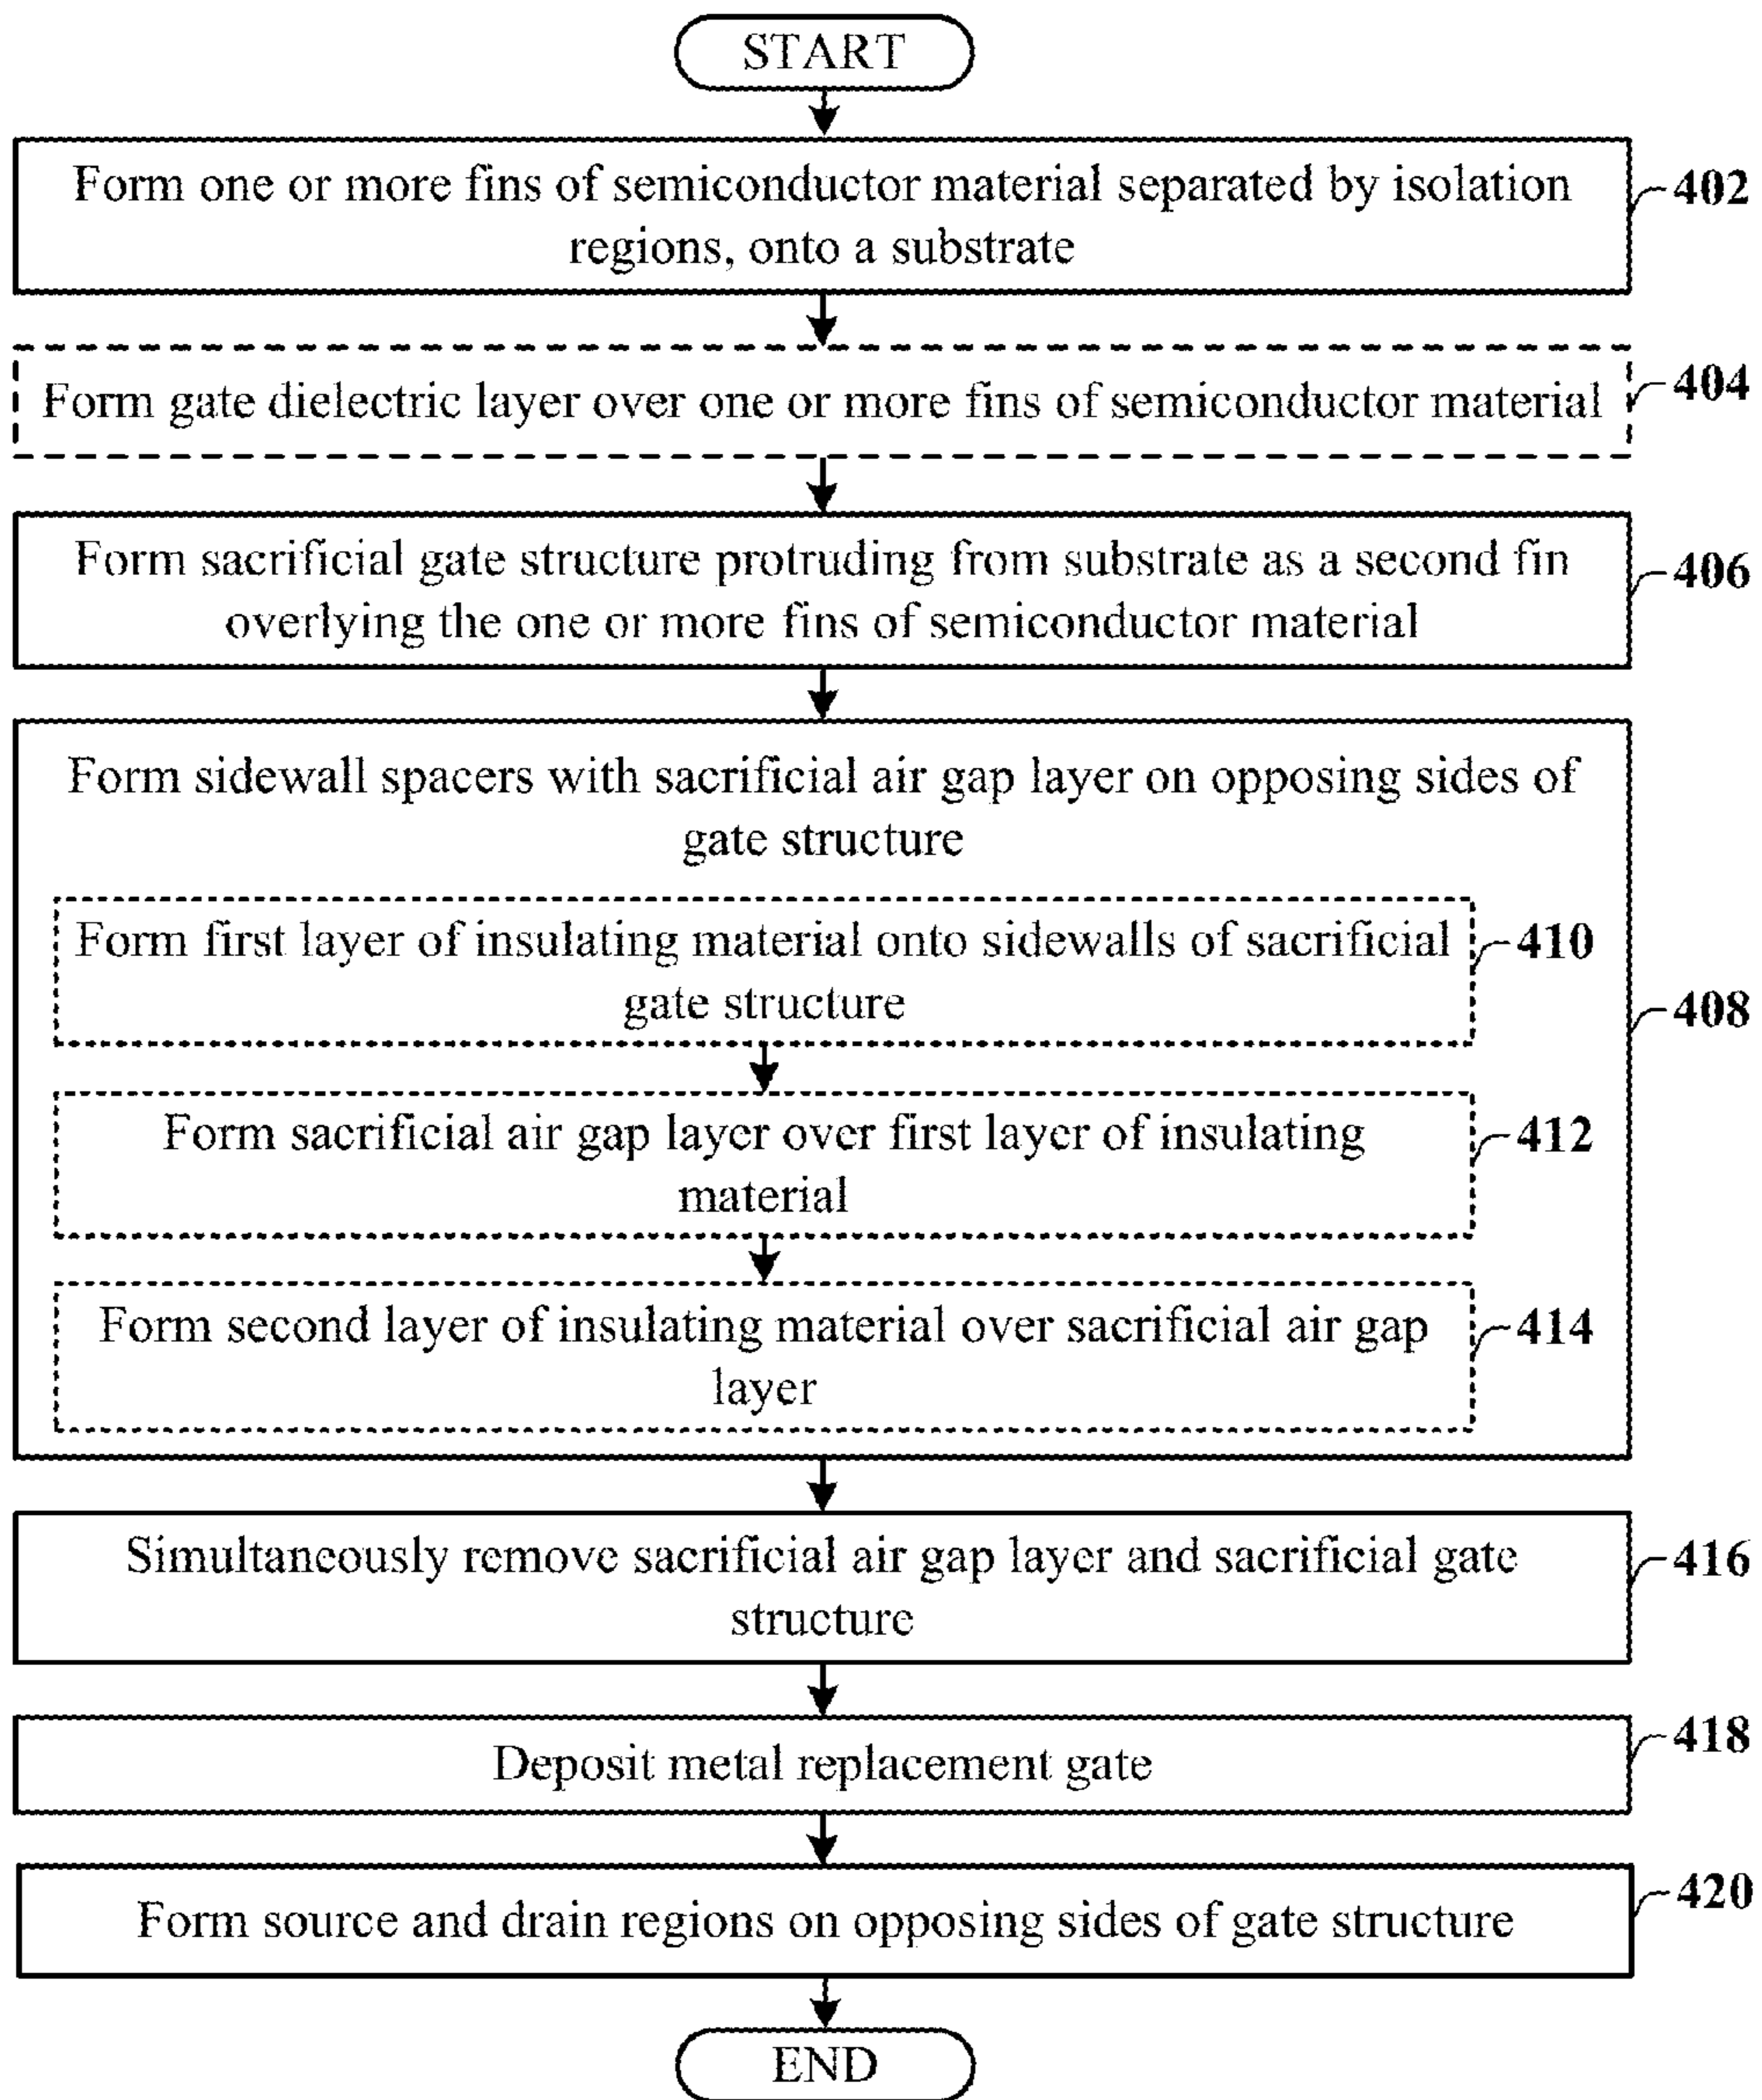 START
Form one or more fins of semiconductor material separated by isolation
regions, onto a substrate
402
Form gate dielectric layer over one or more fins of semiconductor material
404
Form sacrificial gate structure protruding from substrate as a second fin
overlying the one or more fins of semiconductor material
406
Form sidewall spacers with sacrificial air gap layer on opposing sides of
gate structure
408
Form first layer of insulating material onto sidewalls of sacrificial
gate structure
410
Form sacrificial air gap layer over first layer of insulating
material
412
Form second layer of insulating material over sacrificial air gap
layer
414
Simultaneously remove sacrificial air gap layer and sacrificial gate
structure
416
Deposit metal replacement gate
418
Form source and drain regions on opposing sides of gate structure
420
END